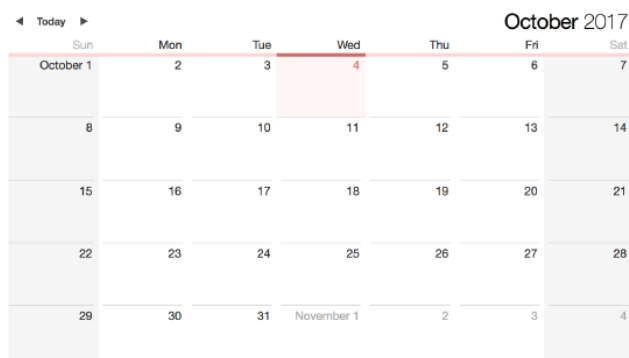 ◀ Today ▶ October 2017
Sun Mon Tue Wed Thu Fri Sat
October 1 2 3 4 5 6 7
8 9 10 11 12 13 14
15 16 17 18 19 20 21
22 23 24 25 26 27 28
29 30 31 November 1 2 3 4